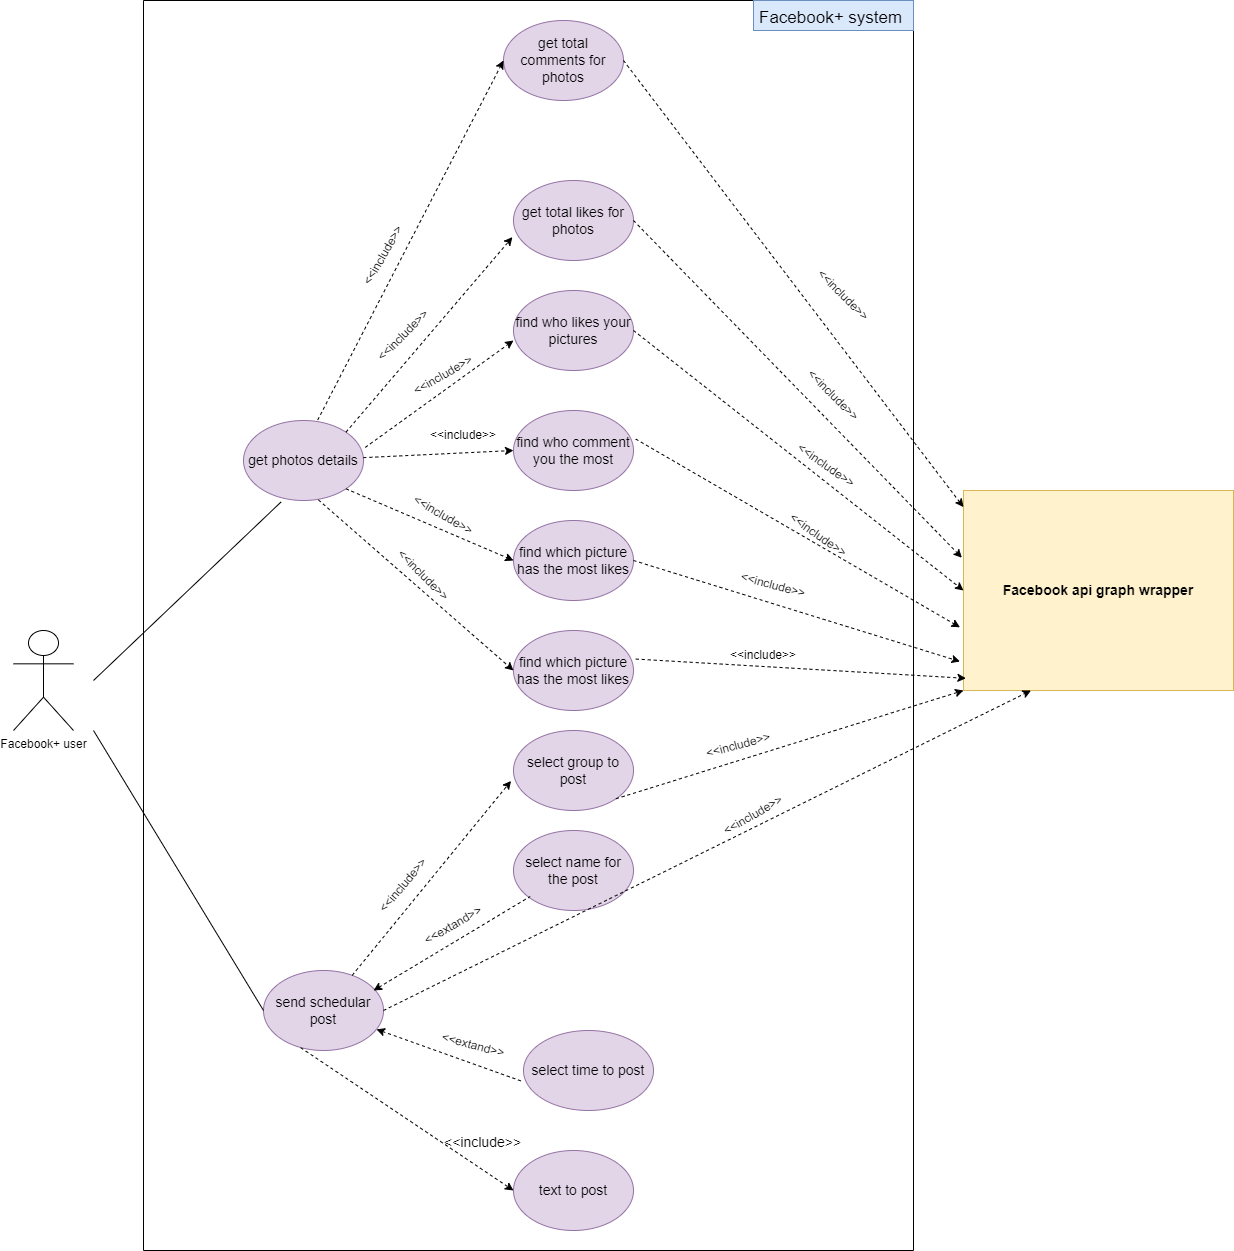 Facebook+ system
get total
comments for
photos
<<include>>
<<include>>
get total likes for
photos
<<include>>
<<include>>
find who likes your
pictures
<<include>>
<<include>>
<<include>>
find who comment
you the most
<<include>>
get photos details
<<include>>
<<include>>
find which picture
has the most likes
<<include>>
<<include>>
Facebook api graph wrapper
find which picture
has the most likes
<<include>>
Facebook+ user
select group to
post
<<include>>
<<include>>
<<include>>
select name for
the post
<<extand>>
send schedular
post
<<extand>>
select time to post
<<include>>
text to post